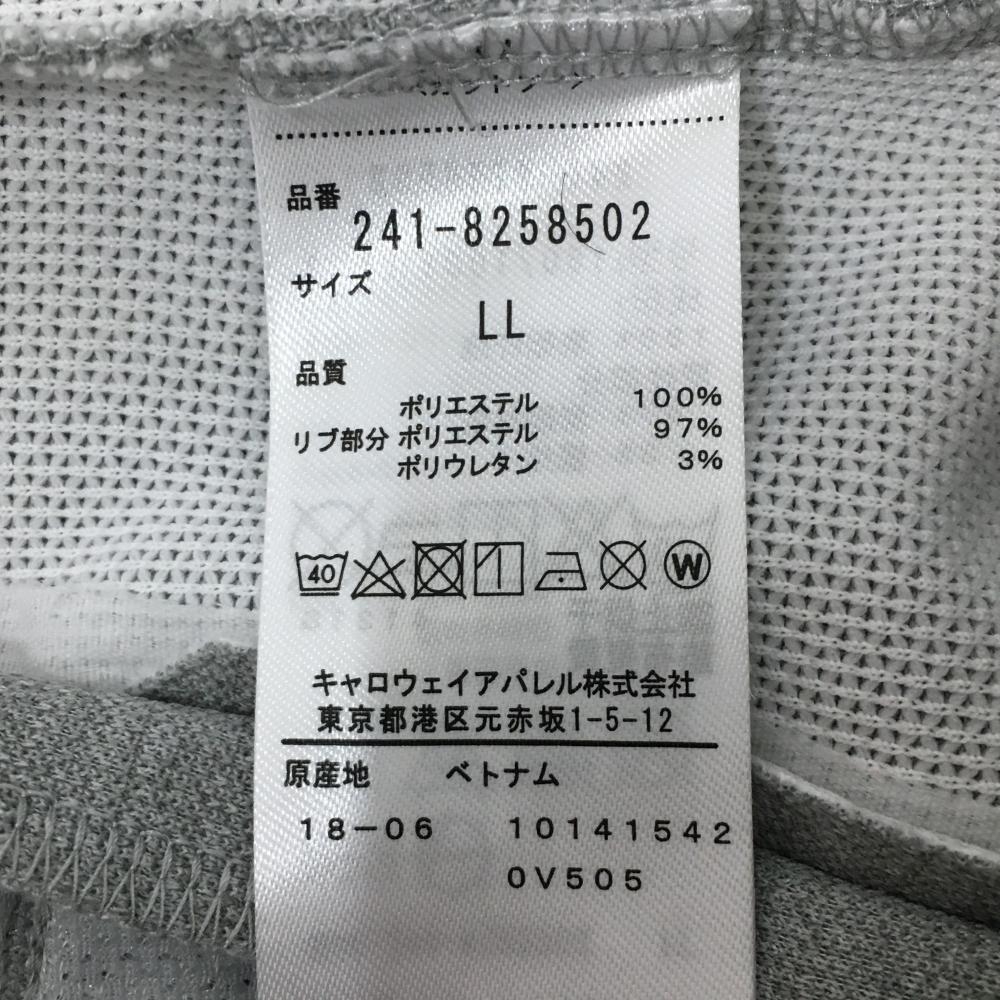 品番
241-8258502
サイズ
LL
品質
ポリエステル 100%
リブ部分 ポリエステル 97%
ポリウレタン 3%
40 W
キャロウェイアパレル株式会社
東京都港区元赤坂1-5-12
原産地 ベトナム
18-06 10141542
0V505